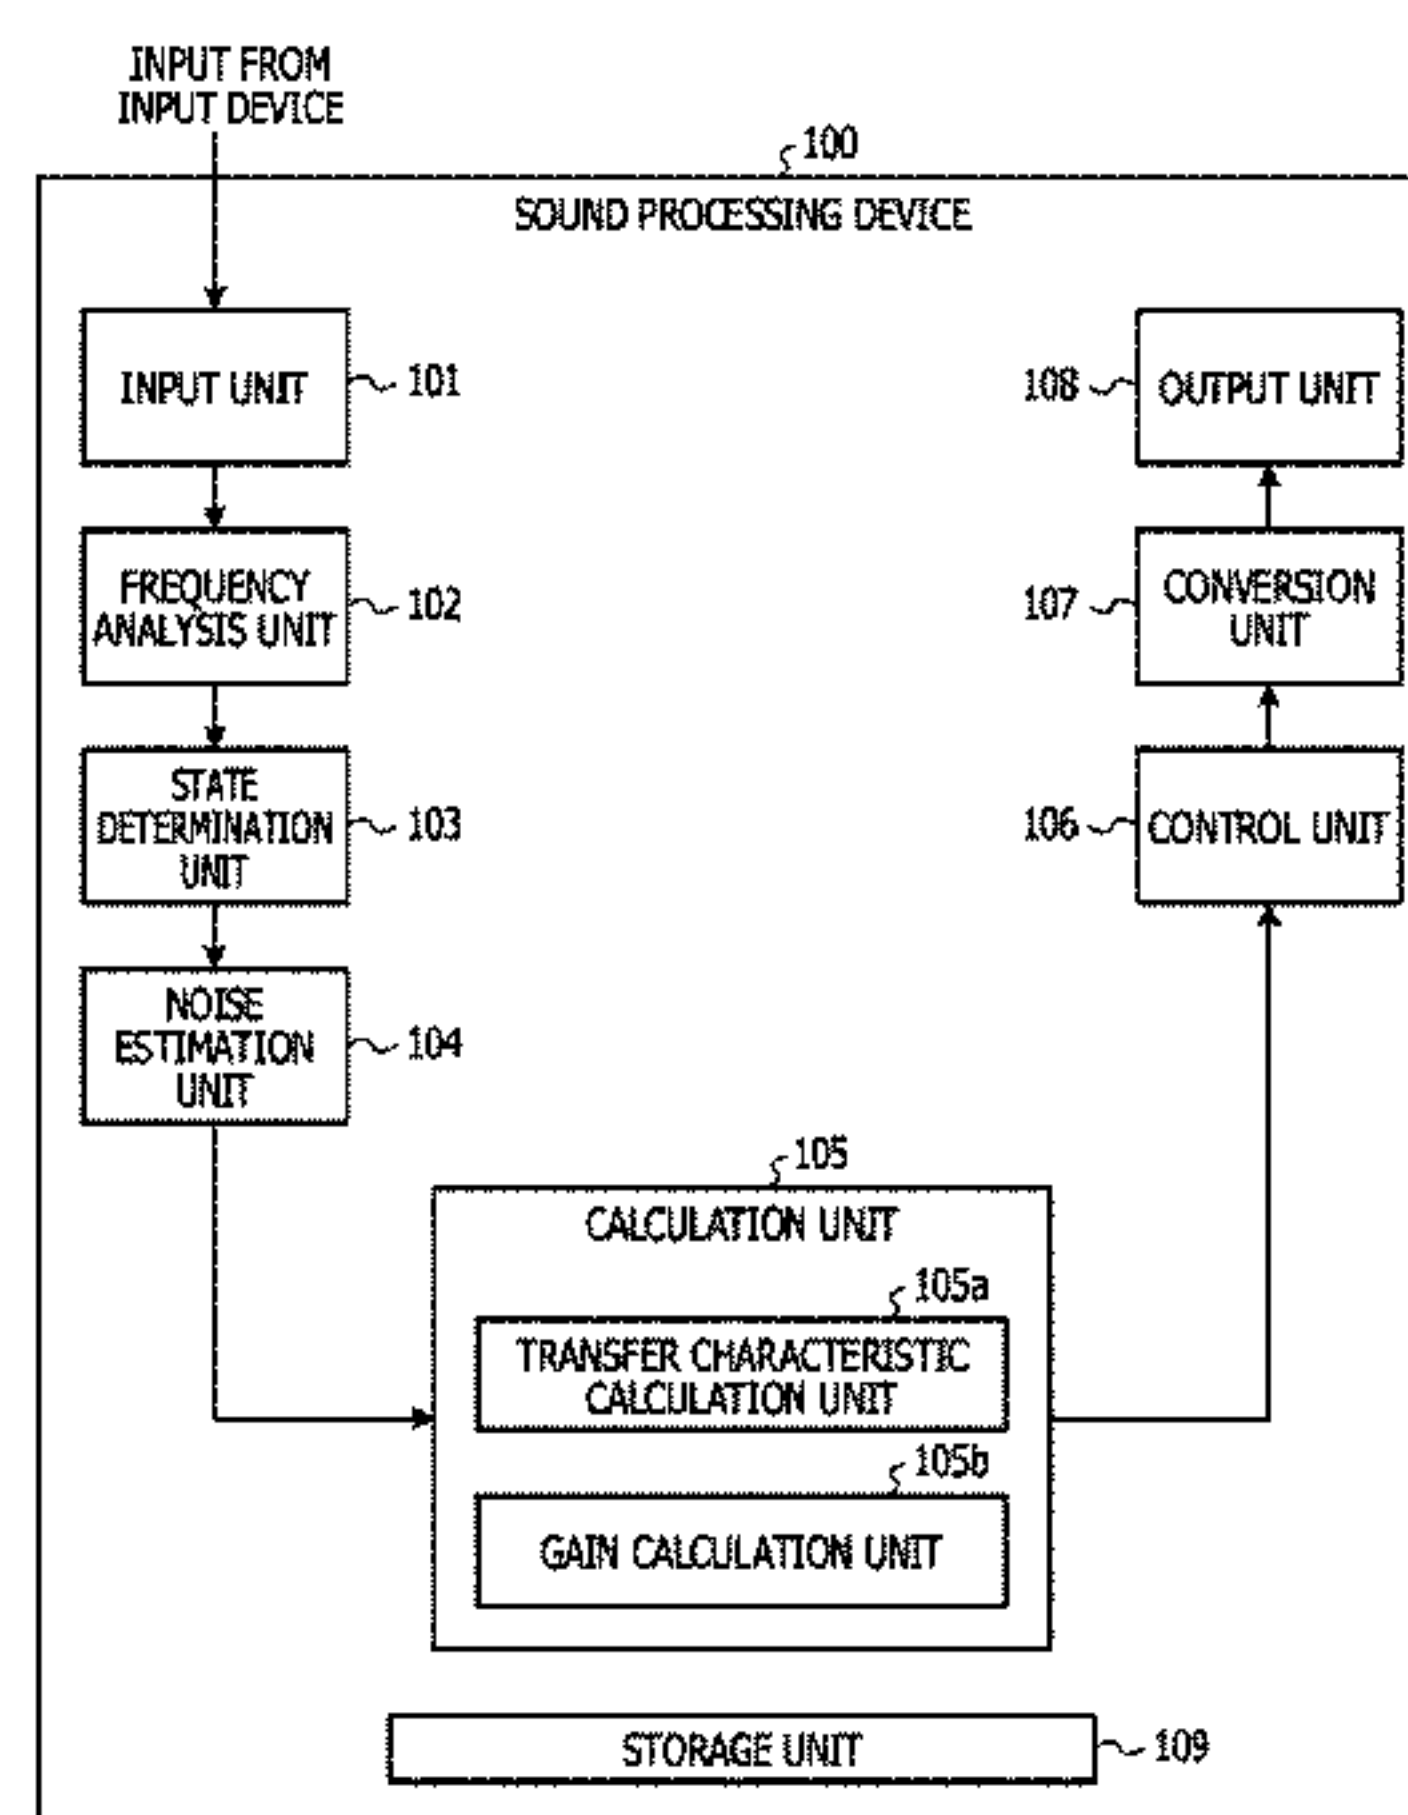 INPUT FROM
INPUT DEVICE
100
SOUND PROCESSING DEVICE
INPUT UNIT
101
FREQUENCY
ANALYSIS UNIT
102
STATE
DETERMINATION
UNIT
103
NOISE
ESTIMATION
UNIT
104
105
CALCULATION UNIT
105a
TRANSFER CHARACTERISTIC
CALCULATION UNIT
105b
GAIN CALCULATION UNIT
106
CONTROL UNIT
107
CONVERSION
UNIT
108
OUTPUT UNIT
STORAGE UNIT
109